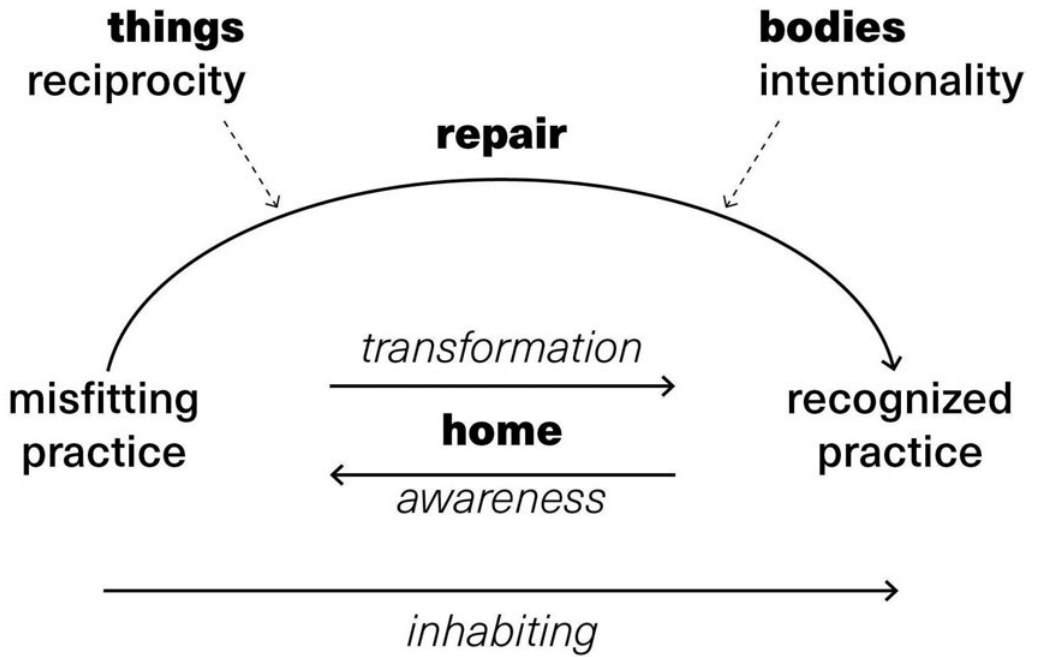 things
reciprocity
bodies
intentionality
repair
transformation
misfitting
practice
home
recognized
practice
awareness
inhabiting